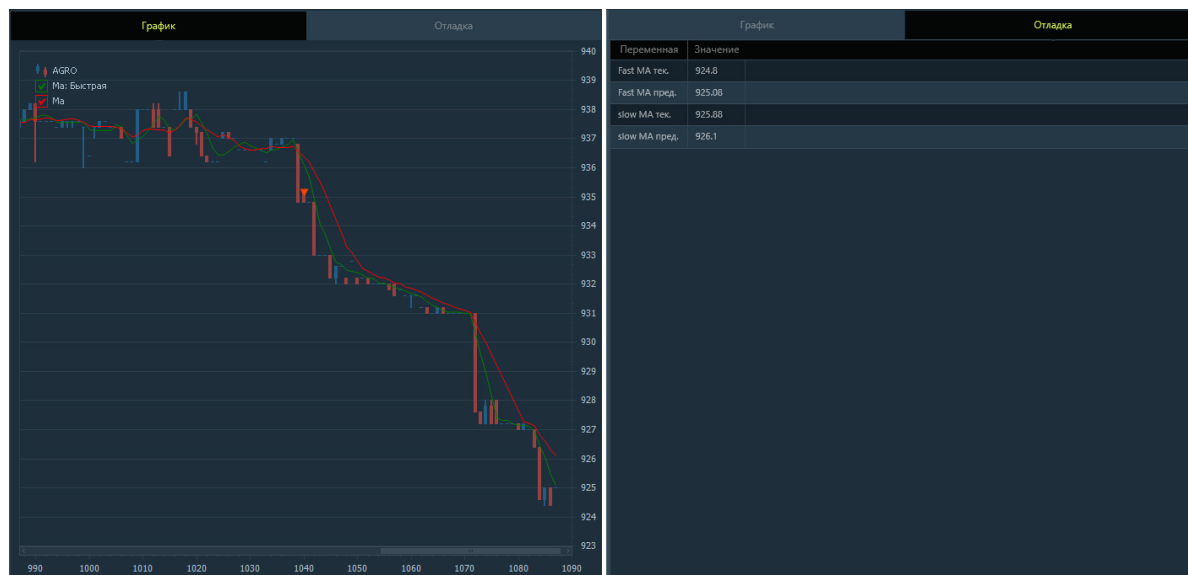 График
Отладка
AGRO
Ma: Быстрая
Ma
940
939
938
937
936
935
934
933
932
931
930
929
928
927
926
925
924
923
990 1000 1010 1020 1030 1040 1050 1060 1070 1080 1090
График
Отладка
Переменная Значение
Fast MA тек. 924.8
Fast MA пред. 925.08
slow MA тек. 925.88
slow MA пред. 926.1